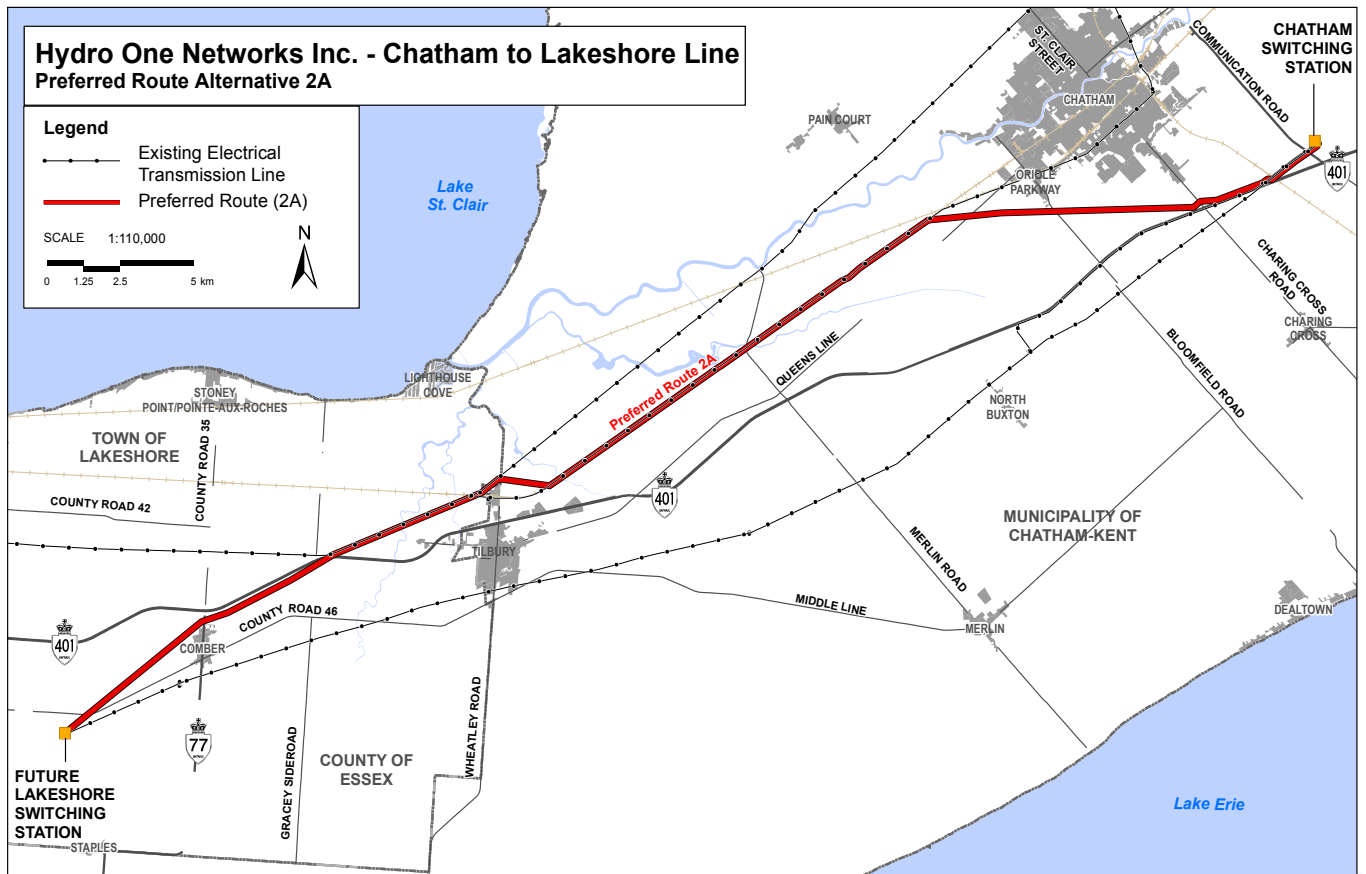 Hydro One Networks Inc. - Chatham to Lakeshore Line
Preferred Route Alternative 2A
Legend
Existing Electrical
Transmission Line
Preferred Route (2A)
SCALE 1:110,000
0 1.25 2.5 5 km
N
Lake
St. Clair
PAIN COURT
ST. CLAIR
STREET
CHATHAM
COMMUNICATION ROAD
CHATHAM
SWITCHING
STATION
401
ORIOLE
PARKWAY
CHARING CROSS
ROAD
CHARING
CROSS
BLOOMFIELD ROAD
QUEENS LINE
Preferred Route 2A
NORTH
BUXTON
LIGHTHOUSE
COVE
STONEY
POINT/POINTE-AUX-ROCHES
TOWN OF
LAKESHORE
COUNTY ROAD 35
COUNTY ROAD 42
401
TILBURY
MUNICIPALITY OF
CHATHAM-KENT
MERLIN ROAD
MIDDLE LINE
MERLIN
DEALTOWN
COUNTY ROAD 46
401
COMBER
77
GRACEY SIDEROAD
COUNTY OF
ESSEX
WHEATLEY ROAD
FUTURE
LAKESHORE
SWITCHING
STATION
STAPLES
Lake Erie